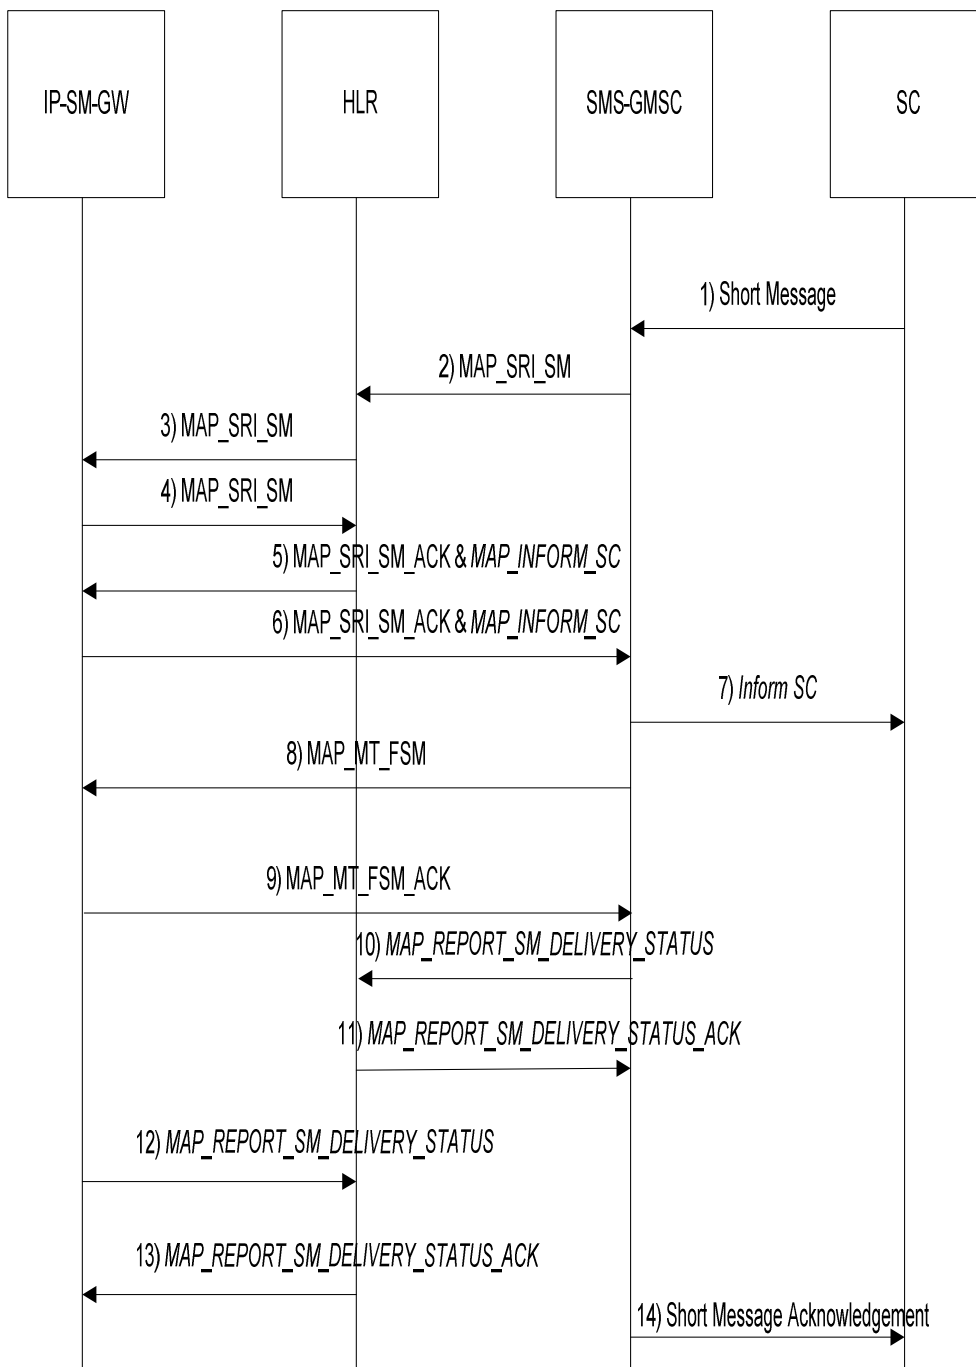 IP-SM-GW
HLR
SMS-GMSC
SC
1) Short Message
2) MAP_SRI_SM
3) MAP_SRI_SM
4) MAP_SRI_SM
5) MAP_SRI_SM_ACK & MAP_INFORM_SC
6) MAP_SRI_SM_ACK & MAP_INFORM_SC
7) Inform SC
8) MAP_MT_FSM
9) MAP_MT_FSM_ACK
10) MAP_REPORT_SM_DELIVERY_STATUS
11) MAP_REPORT_SM_DELIVERY_STATUS_ACK
12) MAP_REPORT_SM_DELIVERY_STATUS
13) MAP_REPORT_SM_DELIVERY_STATUS_ACK
14) Short Message Acknowledgement